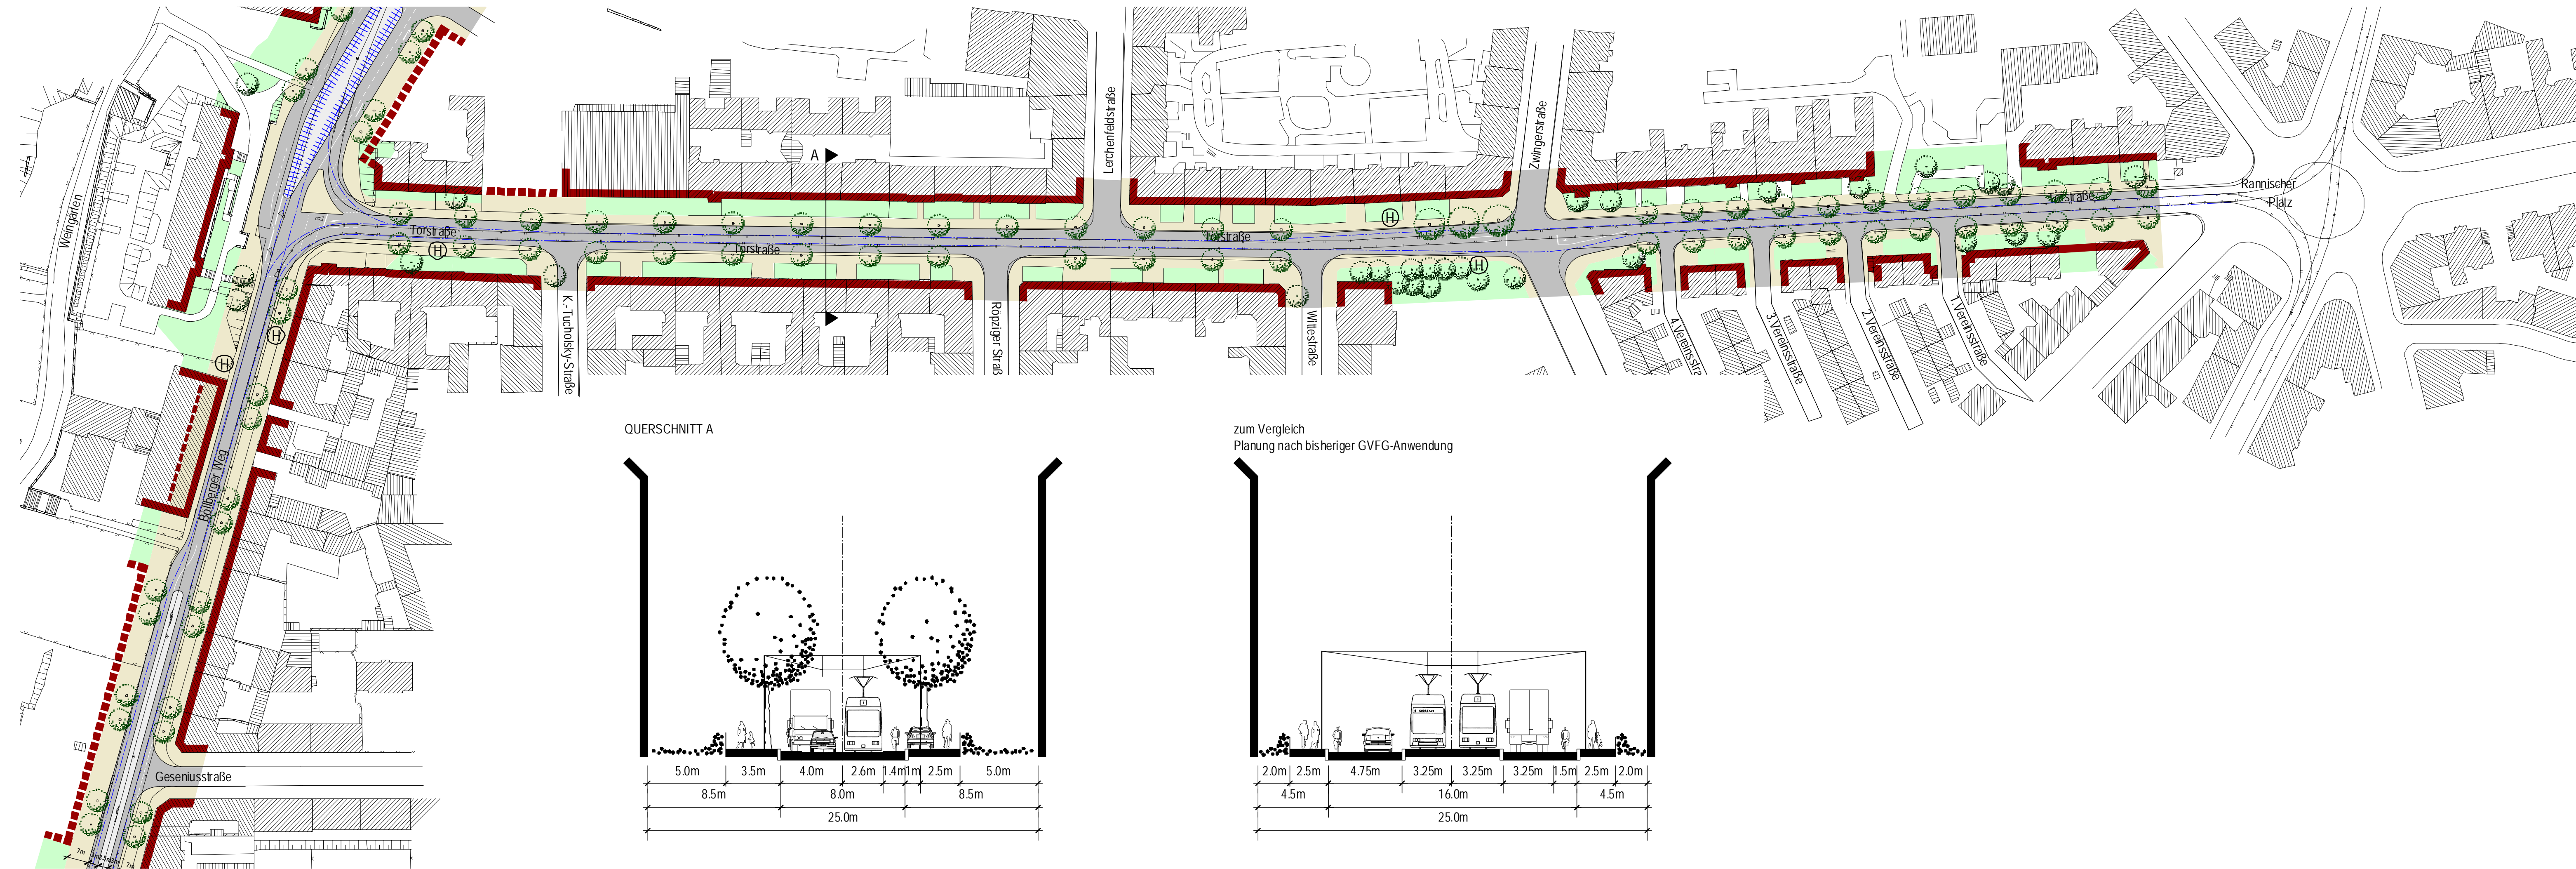 Weingarten
Torstraße
H
Torstraße
A
Lerchenfeldstraße
Torstraße
H
Zwingerstraße
H
Torstraße
Rannischer
Platz
H
H
K.-Tucholsky-Straße
Wittestraße
3.Vereinsstraße
2.Vereinsstraße
1.Vereinsstraße
Böllberger Weg
Geseniusstraße
7m
7m
QUERSCHNITT A
5.0m 3.5m 4.0m 2.6m 1.4m 1m 2.5m 5.0m
8.5m 8.0m 8.5m
25.0m
zum Vergleich
Planung nach bisheriger GVFG-Anwendung
2.0m 2.5m 4.75m 3.25m 3.25m 3.25m 1.5m 2.5m 2.0m
4.5m 16.0m 4.5m
25.0m